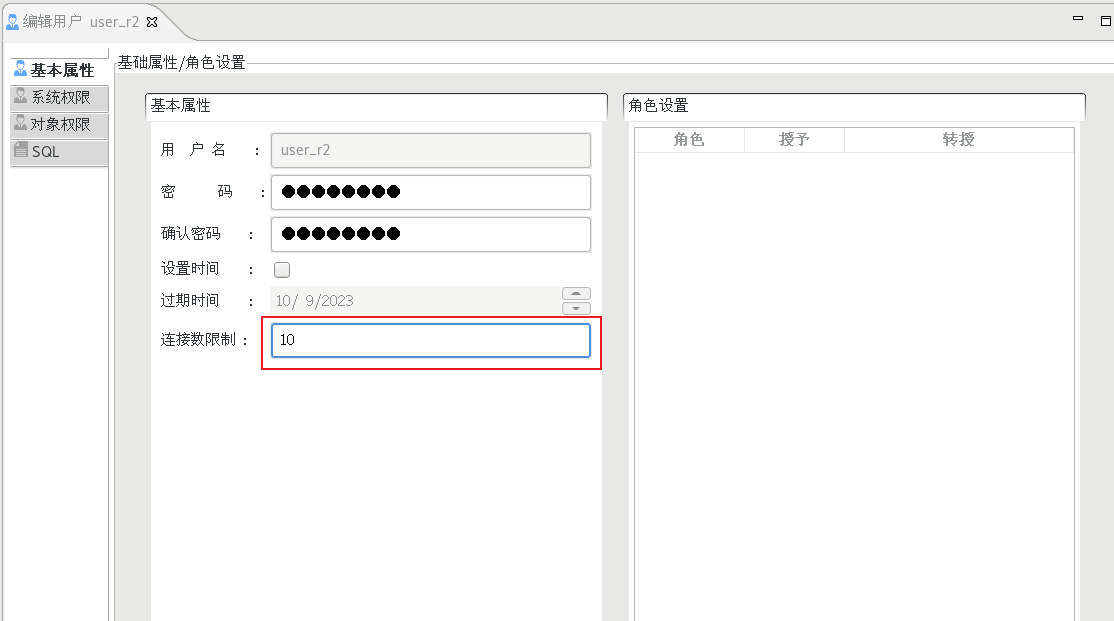 编辑用户 user_r2
基本属性
系统权限
对象权限
SQL
基础属性/角色设置
基本属性
用 户 名 : user_r2
密 码 : ●●●●●●●●
确认密码 : ●●●●●●●●
设置时间 :
过期时间 : 10/ 9/2023
连接数限制 : 10
角色设置
角色 授予 转授